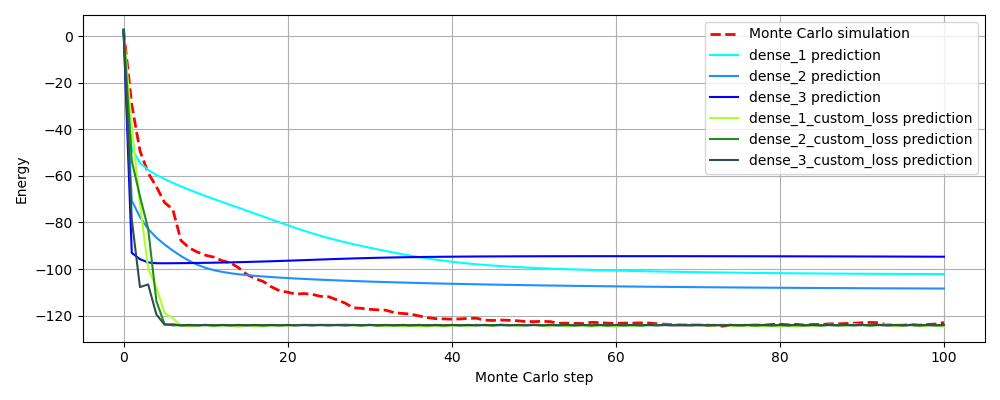 0
−20
−40
−60
−80
−100
−120
Energy
0 20 40 60 80 100
Monte Carlo step
Monte Carlo simulation
dense_1 prediction
dense_2 prediction
dense_3 prediction
dense_1_custom_loss prediction
dense_2_custom_loss prediction
dense_3_custom_loss prediction